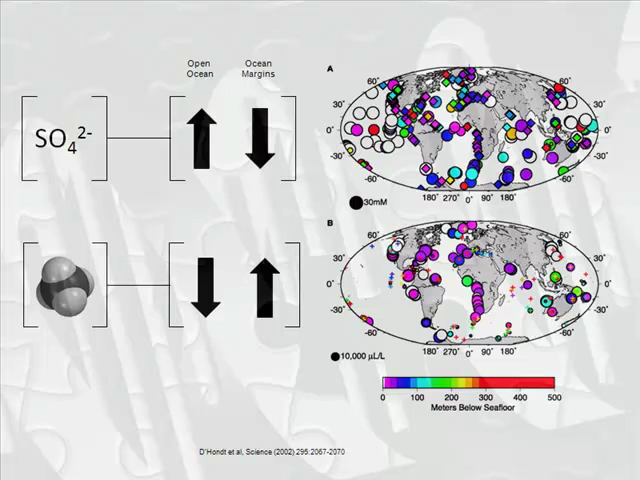 Open
Ocean
Ocean
Margins
SO₄²⁻
A
60°
60°
30°
30°
0°
0°
-30
-30
-60
-60
180° 270° 0° 90° 180°
30mM
B
60°
60°
30°
30°
0°
0°
-30
-30
-60
-60
180° 270° 0° 90° 180°
10,000 µL/L
0 100 200 300 400 500
Meters Below Seafloor
D'Hondt et al, Science (2002) 295:2067-2070